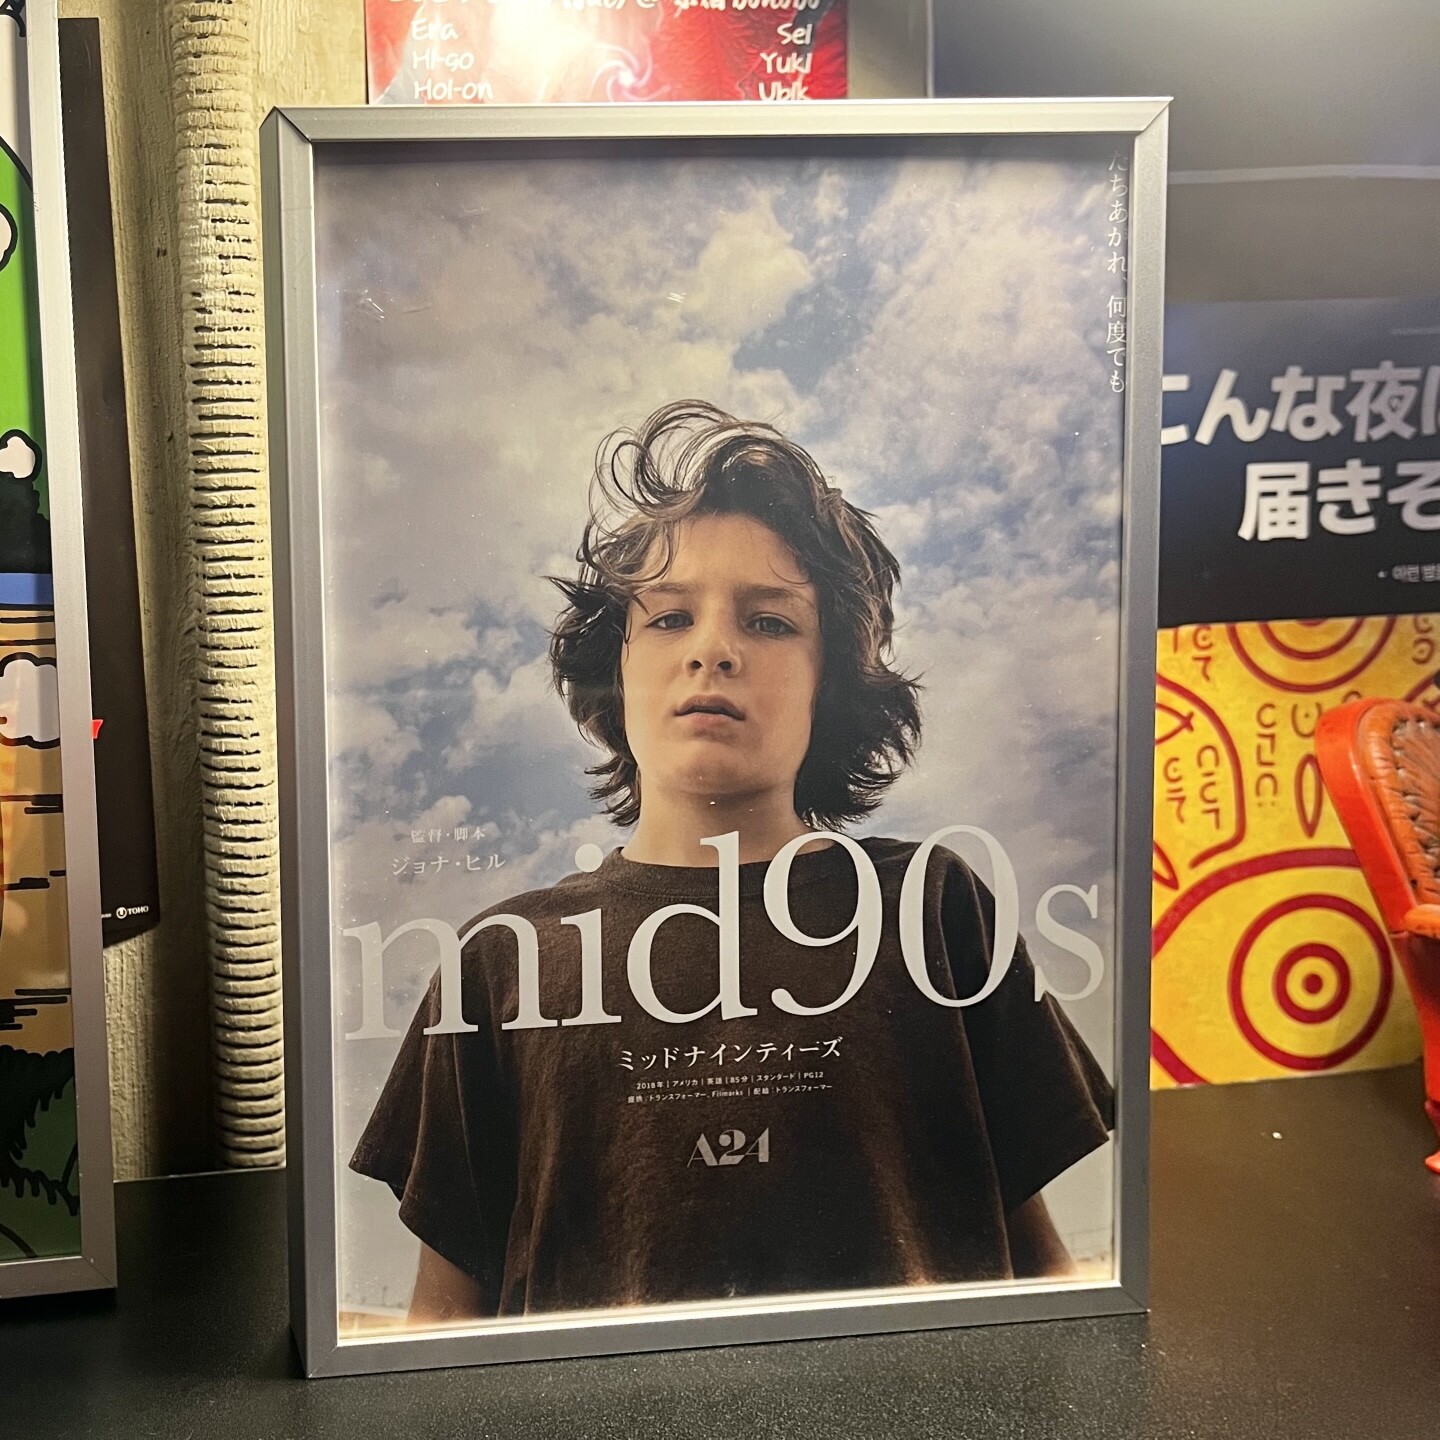 Era
Hi-go
Hoi-on
Sei
Yuki
Ubik
たちあがれ、何度でも
こんな夜に
届きそ
監督・脚本
ジョナ・ヒル
mid90s
ミッドナインティーズ
2018年 | アメリカ | 英語 | 85分 | スタンダード | PG12
提供:トランスフォーマー、Filmarks | 配給:トランスフォーマー
A24
TOHO